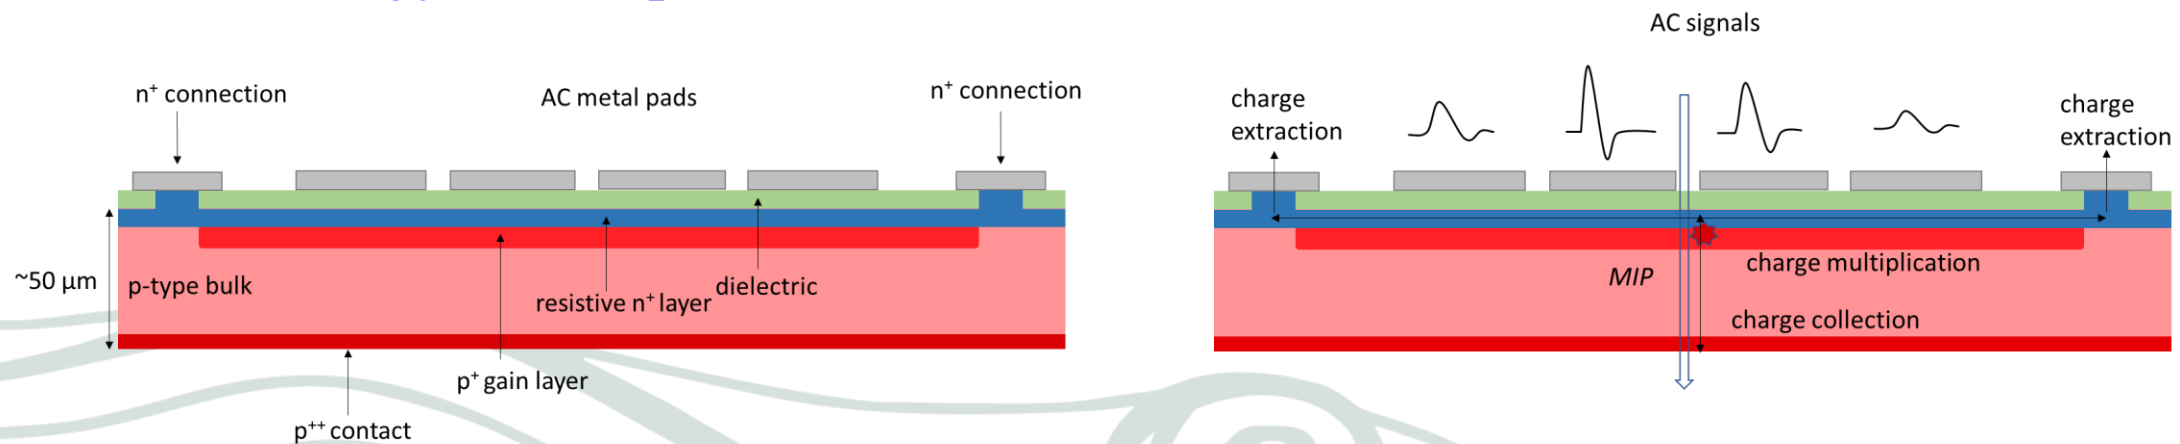 n⁺ connection
AC metal pads
n⁺ connection
~50 µm
p-type bulk
resistive n⁺ layer
dielectric
p⁺ gain layer
p⁺⁺ contact
AC signals
charge
extraction
charge
extraction
MIP
charge multiplication
charge collection